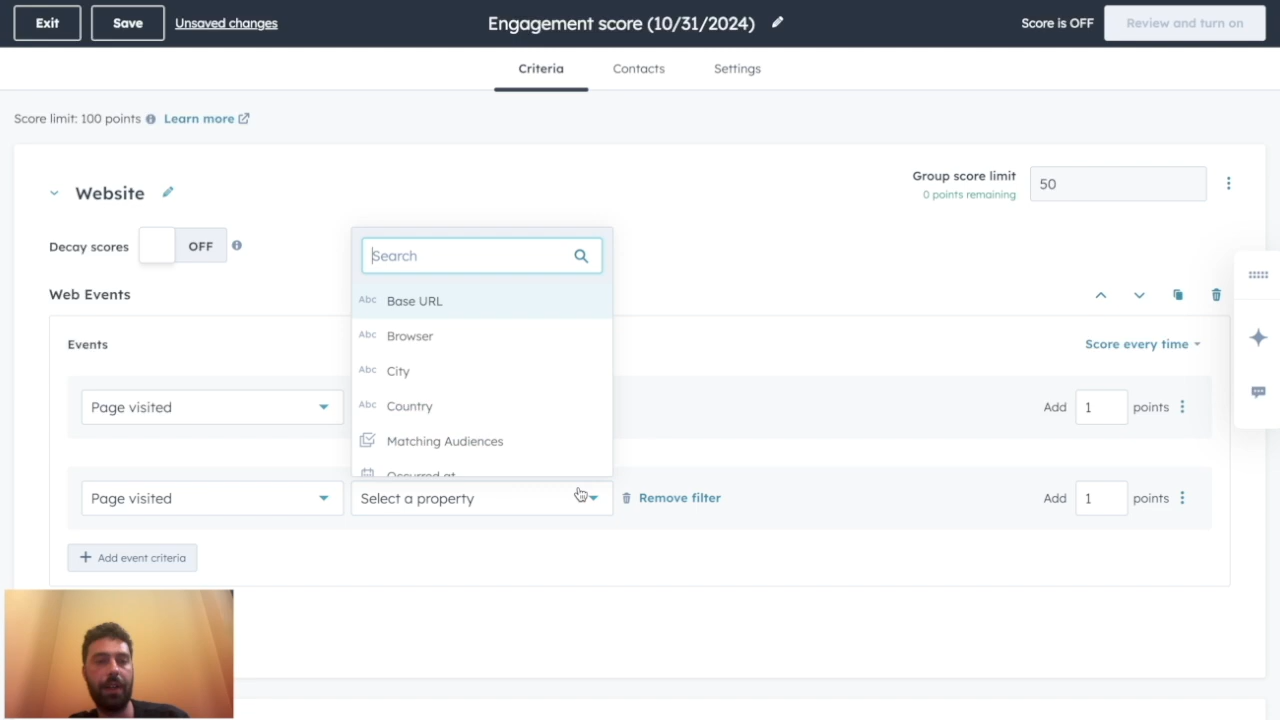 Exit
Save
Unsaved changes
Engagement score (10/31/2024)
Score is OFF
Review and turn on
Criteria
Contacts
Settings
Score limit: 100 points
Learn more
Website
Group score limit
0 points remaining
50
Decay scores
OFF
Search
Web Events
Abc Base URL
Events
Abc Browser
Score every time
Abc City
Page visited
Abc Country
Add 1 points
Matching Audiences
Occurred at
Page visited
Select a property
Remove filter
Add 1 points
+ Add event criteria